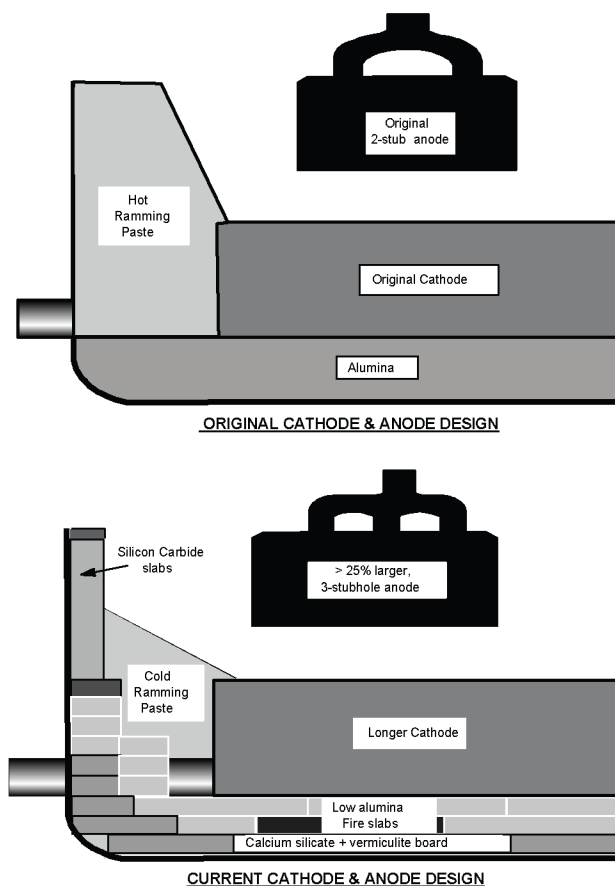 Original
2-stub anode
Hot
Ramming
Paste
Original Cathode
Alumina
ORIGINAL CATHODE & ANODE DESIGN
Silicon Carbide
slabs
> 25% larger,
3-stubhole anode
Cold
Ramming
Paste
Longer Cathode
Low alumina
Fire slabs
Calcium silicate + vermiculite board
CURRENT CATHODE & ANODE DESIGN